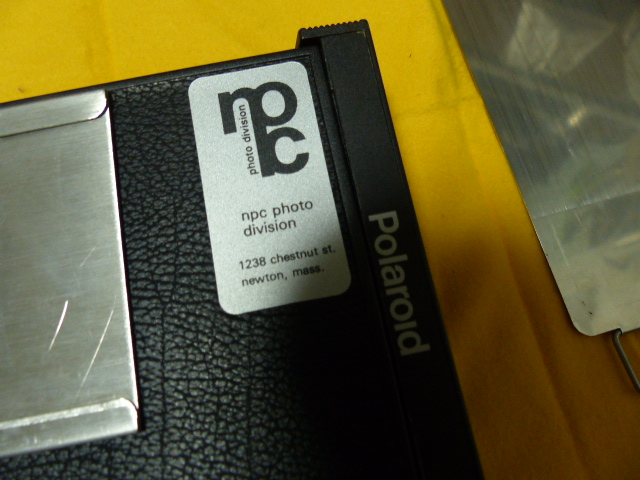 npc
photo division
npc photo
division
1238 chestnut st.
newton, mass.
Polaroid